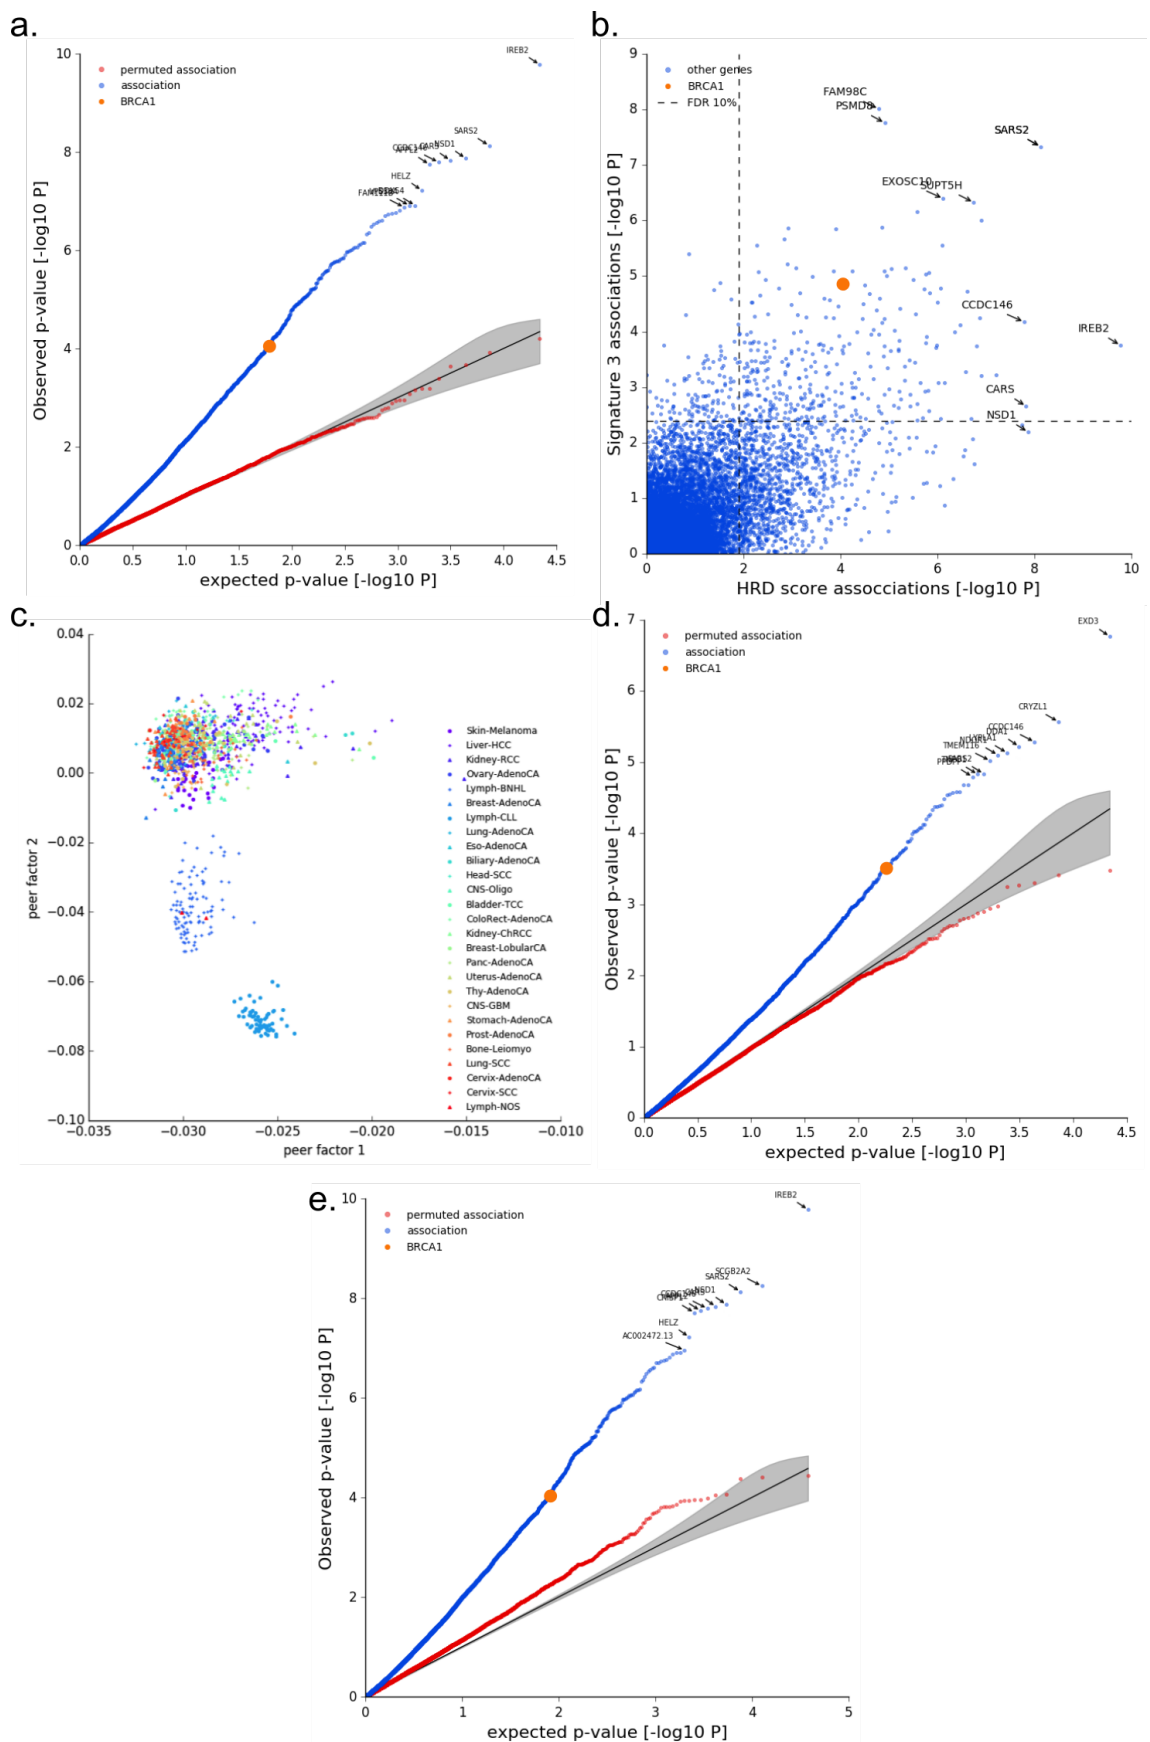 a.
10
8
6
4
2
0
0.0 0.5 1.0 1.5 2.0 2.5 3.0 3.5 4.0 4.5
Observed p-value [-log10 P]
expected p-value [-log10 P]
permuted association
association
BRCA1
IREB2
SARS2
NSD1
HELZ
b.
9
8
7
6
5
4
3
2
1
0
0 2 4 6 8 10
Signature 3 associations [-log10 P]
HRD score assocciations [-log10 P]
other genes
BRCA1
FDR 10%
FAM98C
PSMD8
SARS2
EXOSC10
SUPT5H
CCDC146
IREB2
CARS
NSD1
c.
0.04
0.02
0.00
−0.02
−0.04
−0.06
−0.08
−0.10
−0.035 −0.030 −0.025 −0.020 −0.015 −0.010
peer factor 2
peer factor 1
Skin-Melanoma
Liver-HCC
Kidney-RCC
Ovary-AdenoCA
Lymph-BNHL
Breast-AdenoCA
Lymph-CLL
Lung-AdenoCA
Eso-AdenoCA
Biliary-AdenoCA
Head-SCC
CNS-Oligo
Bladder-TCC
ColoRect-AdenoCA
Kidney-ChRCC
Breast-LobularCA
Panc-AdenoCA
Uterus-AdenoCA
Thy-AdenoCA
CNS-GBM
Stomach-AdenoCA
Prost-AdenoCA
Bone-Leiomyo
Lung-SCC
Cervix-AdenoCA
Cervix-SCC
Lymph-NOS
d.
7
6
5
4
3
2
1
0
0.0 0.5 1.0 1.5 2.0 2.5 3.0 3.5 4.0 4.5
Observed p-value [-log10 P]
expected p-value [-log10 P]
permuted association
association
BRCA1
EXD3
CRYZL1
CCDC146
DDA1
TMEM116
e.
10
8
6
4
2
0
0 1 2 3 4 5
Observed p-value [-log10 P]
expected p-value [-log10 P]
permuted association
association
BRCA1
IREB2
SCGB2A2
SARS2
NSD1
HELZ
AC002472.13